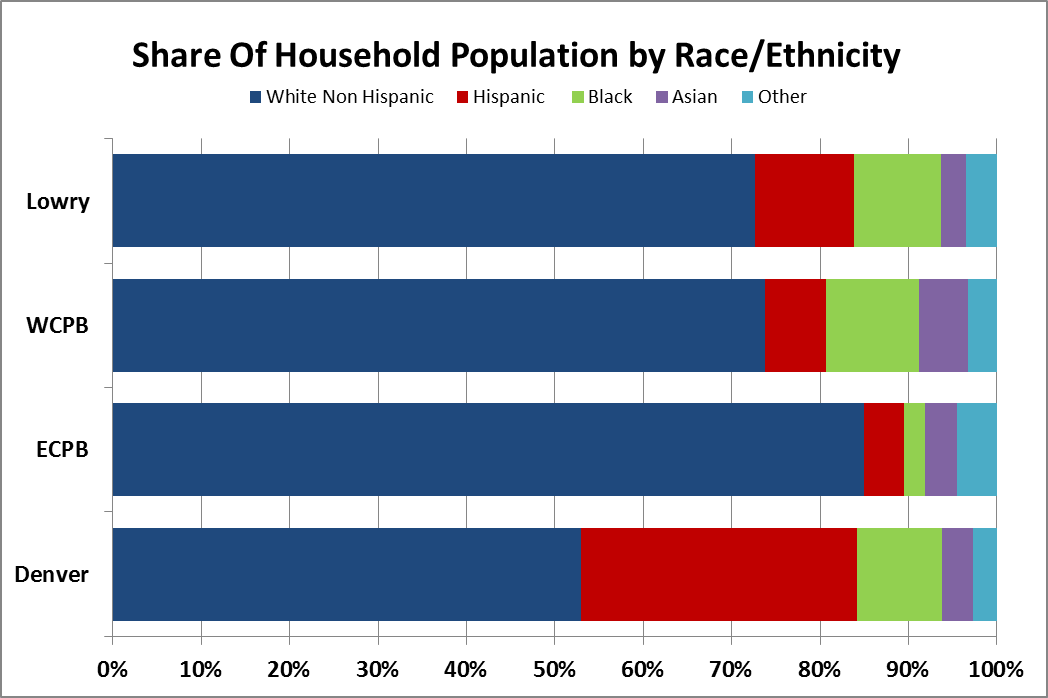 Share Of Household Population by Race/Ethnicity
White Non Hispanic Hispanic Black Asian Other
Lowry
WCPB
ECPB
Denver
0% 10% 20% 30% 40% 50% 60% 70% 80% 90% 100%